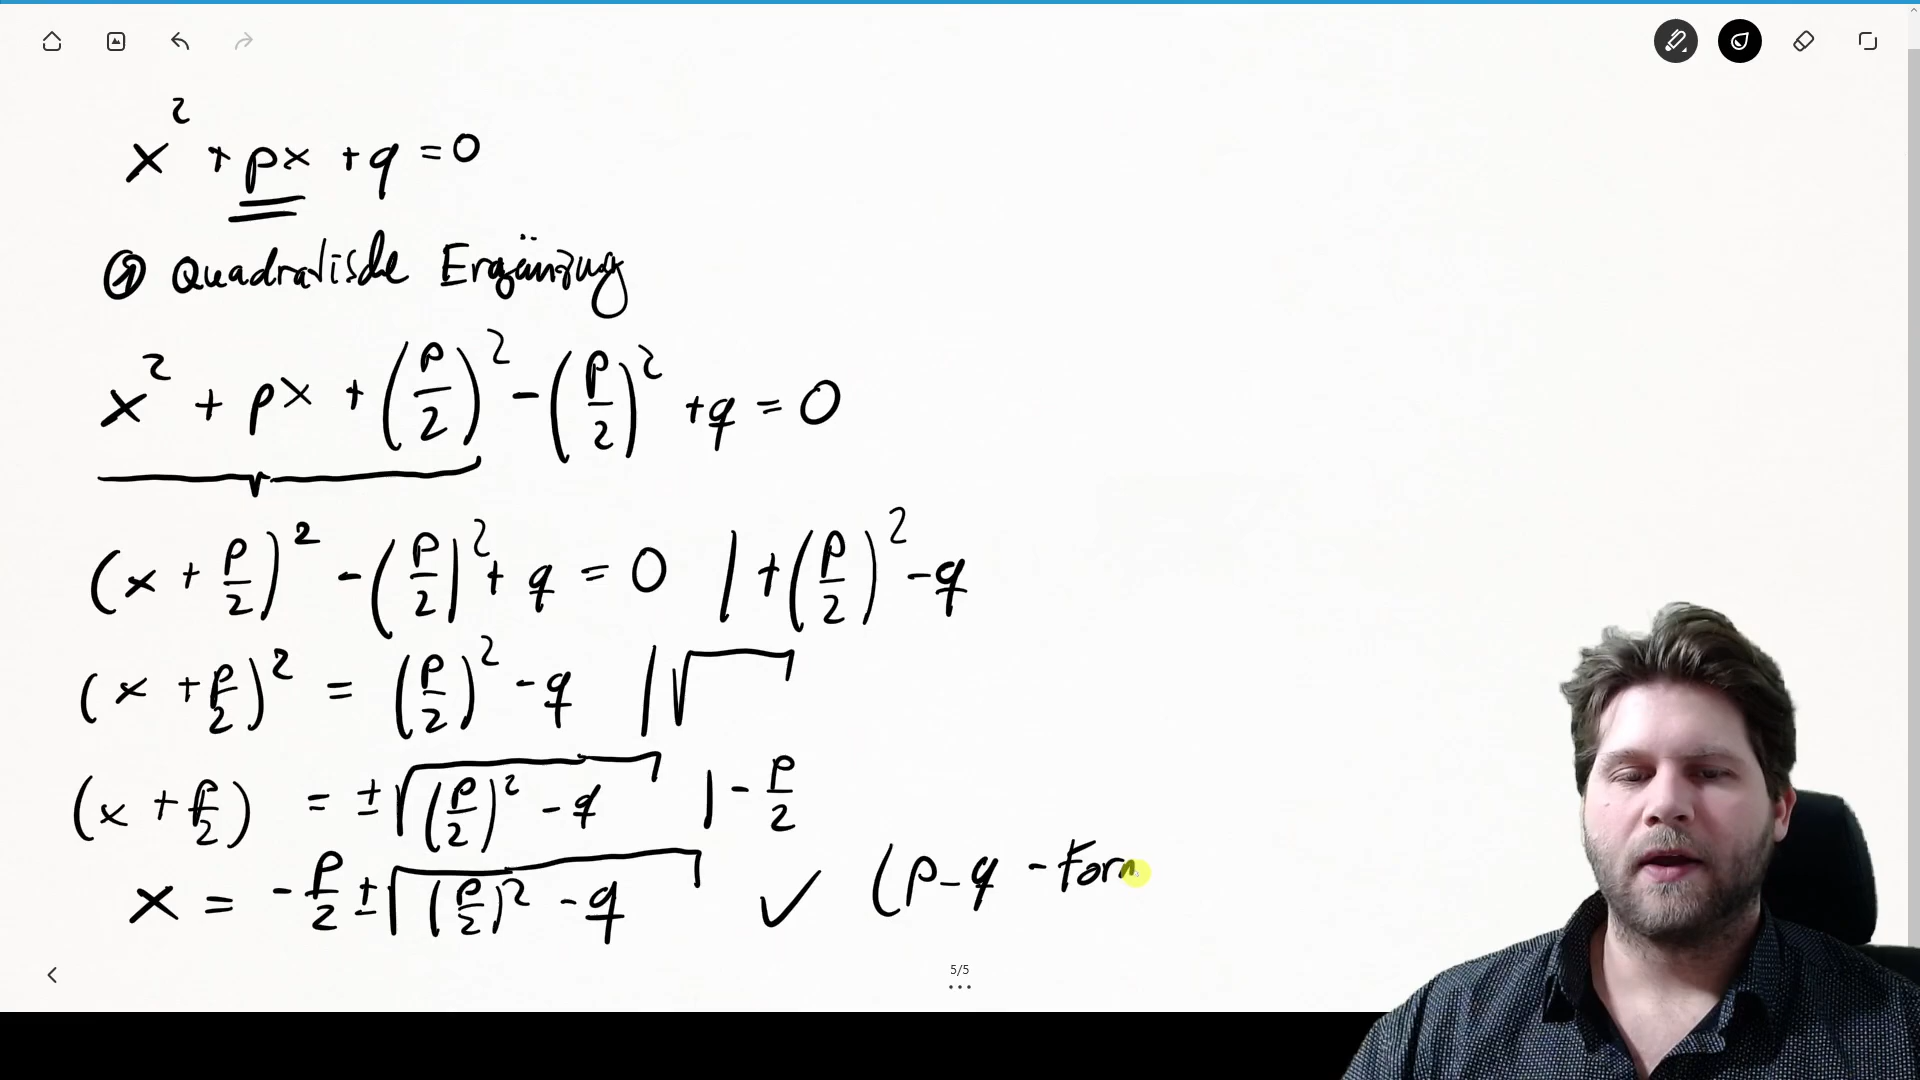 x² + px + q = 0
① Quadratische Ergänzung
x² + px + (p/2)² - (p/2)² + q = 0
(x + p/2)² - (p/2)² + q = 0 | + (p/2)² - q
(x + p/2)² = (p/2)² - q | √
(x + p/2) = ±√((p/2)² - q) | - p/2
x = - p/2 ± √((p/2)² - q) ✓ (p-q - Form
5/5